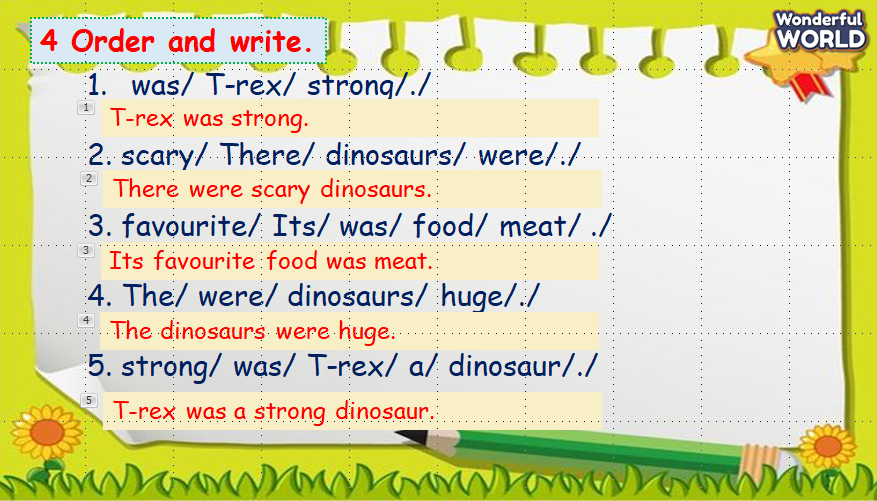 4 Order and write.
Wonderful
WORLD
1. was/ T-rex/ strong/./
1
T-rex was strong.
2. scary/ There/ dinosaurs/ were/./
2
There were scary dinosaurs.
3. favourite/ Its/ was/ food/ meat/ ./
3
Its favourite food was meat.
4. The/ were/ dinosaurs/ huge/./
4
The dinosaurs were huge.
5. strong/ was/ T-rex/ a/ dinosaur/./
5
T-rex was a strong dinosaur.